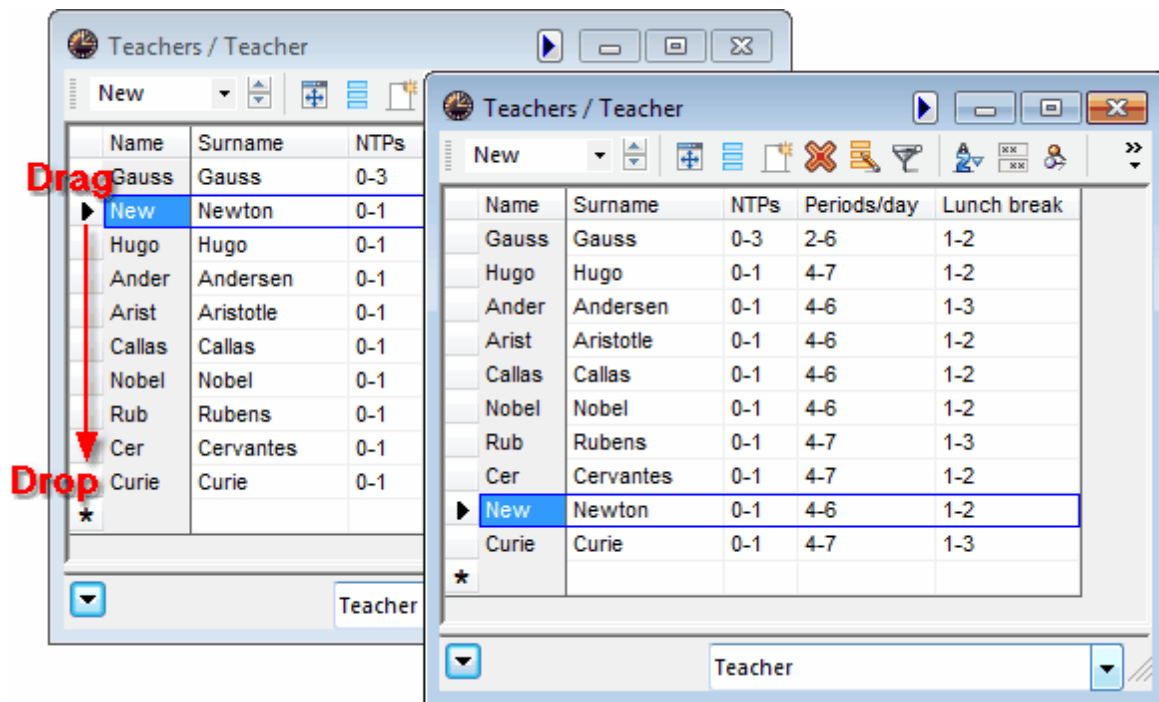 Teachers / Teacher
New
Name Surname NTPs
Drag
Gauss Gauss 0-3
New Newton 0-1
Hugo Hugo 0-1
Ander Andersen 0-1
Arist Aristotle 0-1
Callas Callas 0-1
Nobel Nobel 0-1
Rub Rubens 0-1
Cer Cervantes 0-1
Drop
Curie Curie 0-1
*
Teacher
Teachers / Teacher
New
Name Surname NTPs Periods/day Lunch break
Gauss Gauss 0-3 2-6 1-2
Hugo Hugo 0-1 4-7 1-2
Ander Andersen 0-1 4-6 1-3
Arist Aristotle 0-1 4-6 1-2
Callas Callas 0-1 4-6 1-2
Nobel Nobel 0-1 4-6 1-2
Rub Rubens 0-1 4-7 1-3
Cer Cervantes 0-1 4-7 1-2
New Newton 0-1 4-6 1-2
Curie Curie 0-1 4-7 1-3
*
Teacher